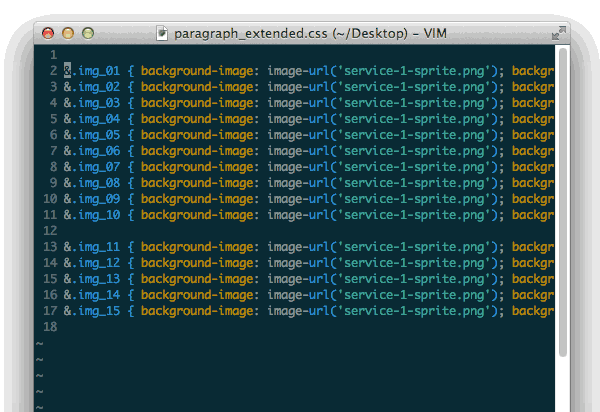 paragraph_extended.css (~/Desktop) – VIM
1
2 &.img_01 { background-image: image-url('service-1-sprite.png'); backgr
3 &.img_02 { background-image: image-url('service-1-sprite.png'); backgr
4 &.img_03 { background-image: image-url('service-1-sprite.png'); backgr
5 &.img_04 { background-image: image-url('service-1-sprite.png'); backgr
6 &.img_05 { background-image: image-url('service-1-sprite.png'); backgr
7 &.img_06 { background-image: image-url('service-1-sprite.png'); backgr
8 &.img_07 { background-image: image-url('service-1-sprite.png'); backgr
9 &.img_08 { background-image: image-url('service-1-sprite.png'); backgr
10 &.img_09 { background-image: image-url('service-1-sprite.png'); backgr
11 &.img_10 { background-image: image-url('service-1-sprite.png'); backgr
12
13 &.img_11 { background-image: image-url('service-1-sprite.png'); backgr
14 &.img_12 { background-image: image-url('service-1-sprite.png'); backgr
15 &.img_13 { background-image: image-url('service-1-sprite.png'); backgr
16 &.img_14 { background-image: image-url('service-1-sprite.png'); backgr
17 &.img_15 { background-image: image-url('service-1-sprite.png'); backgr
18
~
~
~
~